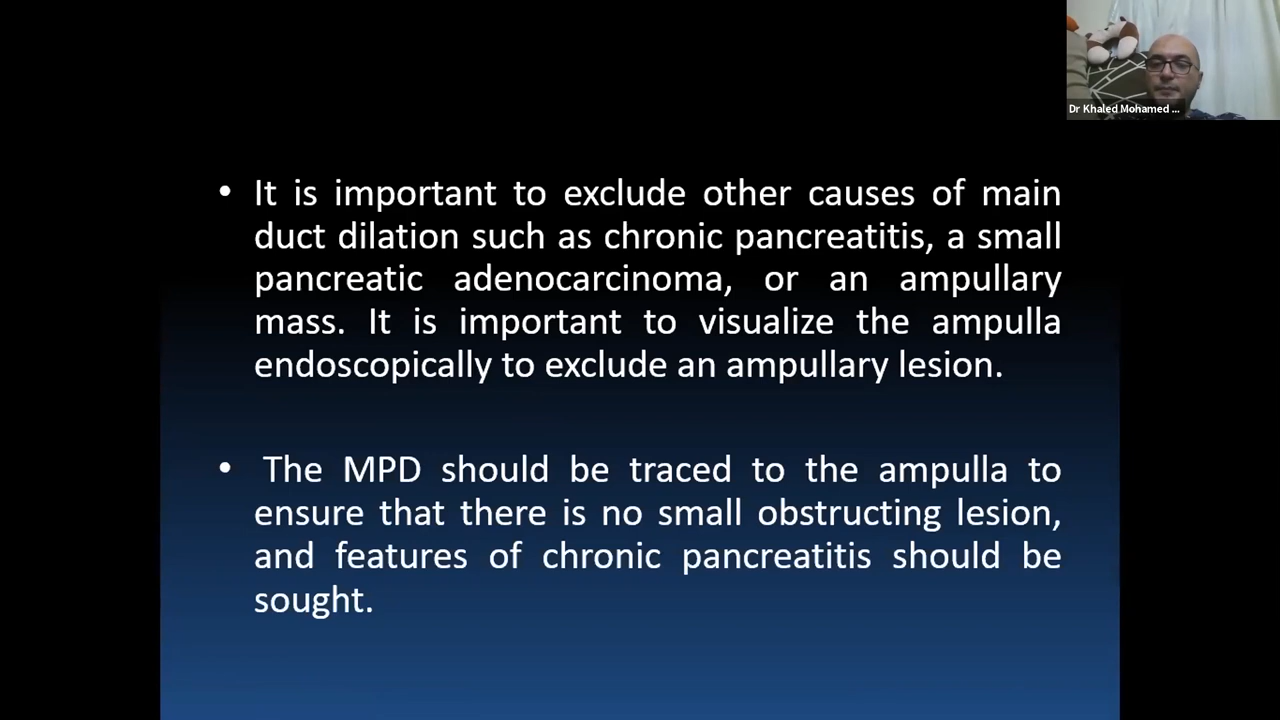 Dr Khaled Mohamed ...
• It is important to exclude other causes of main
duct dilation such as chronic pancreatitis, a small
pancreatic adenocarcinoma, or an ampullary
mass. It is important to visualize the ampulla
endoscopically to exclude an ampullary lesion.
• The MPD should be traced to the ampulla to
ensure that there is no small obstructing lesion,
and features of chronic pancreatitis should be
sought.